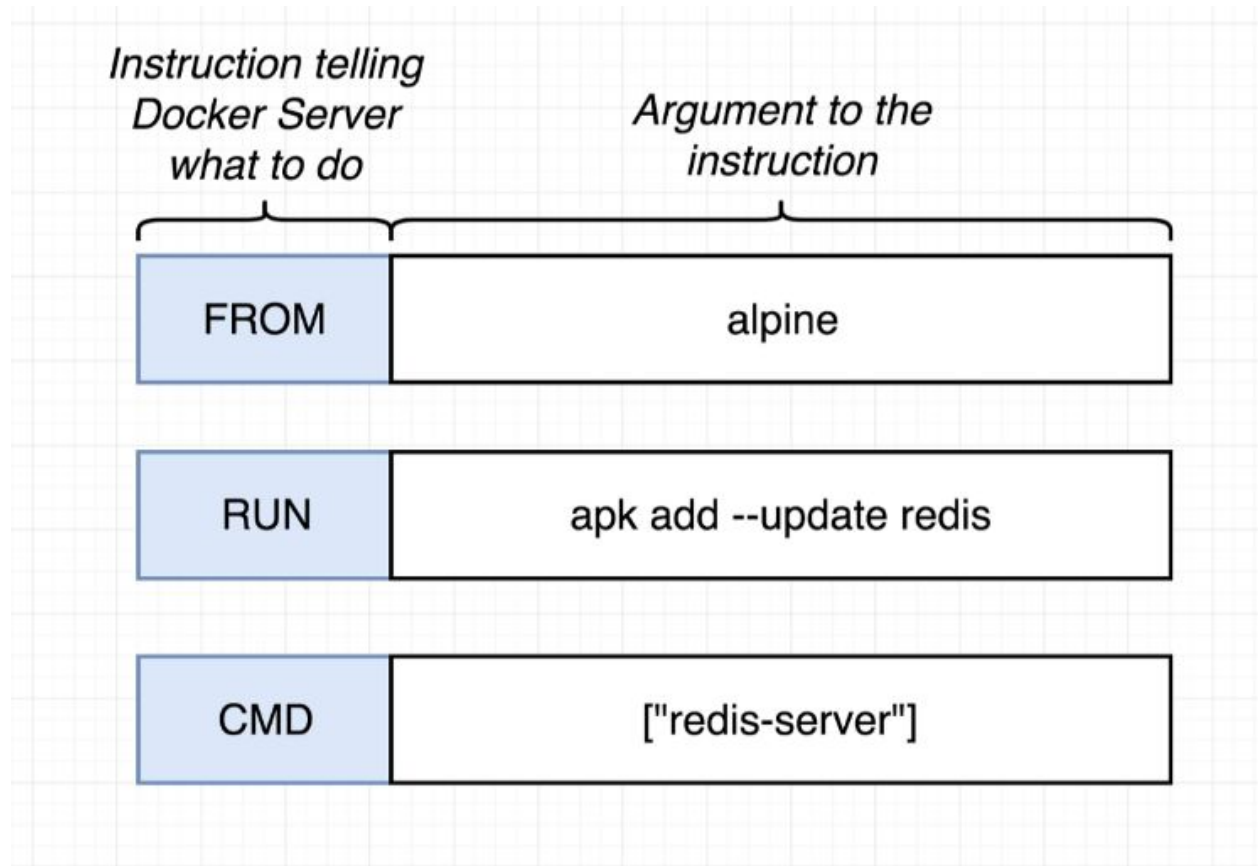 Instruction telling
Docker Server
what to do
Argument to the
instruction
FROM
alpine
RUN
apk add --update redis
CMD
["redis-server"]